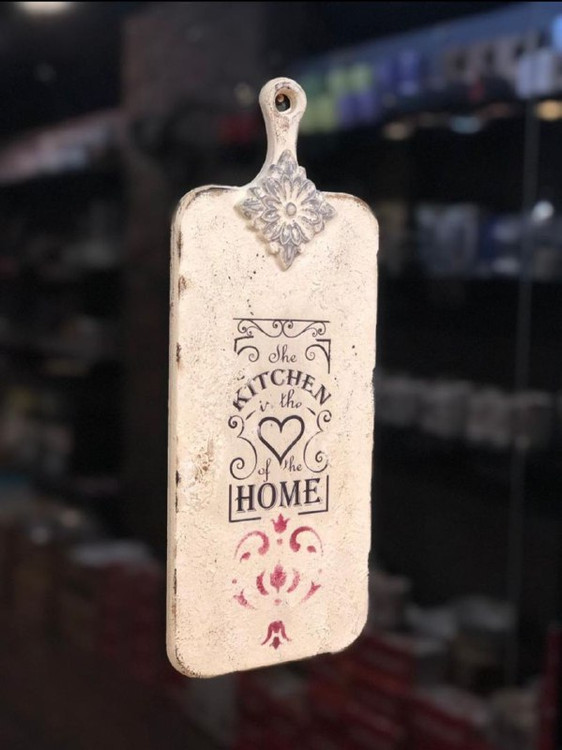 The
KITCHEN
is the
of the
HOME